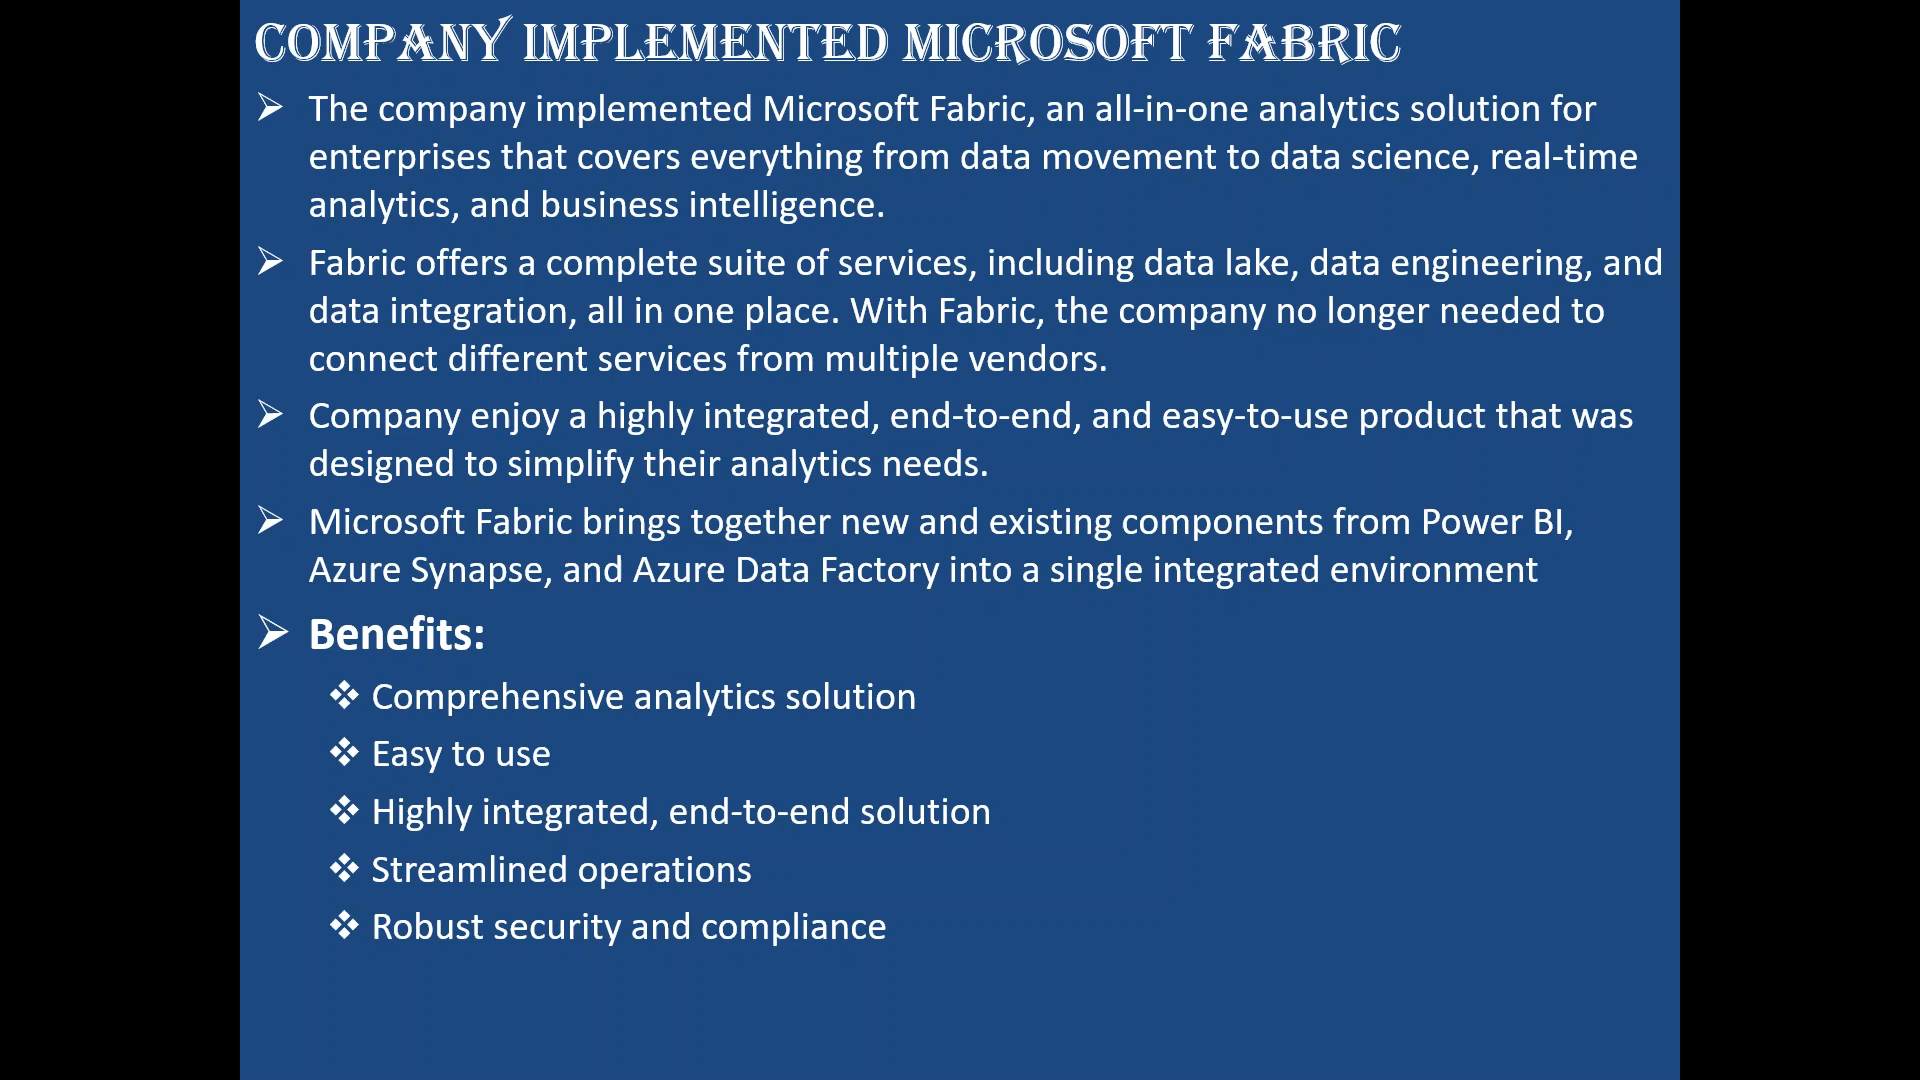 COMPANY IMPLEMENTED MICROSOFT FABRIC
➢ The company implemented Microsoft Fabric, an all-in-one analytics solution for
enterprises that covers everything from data movement to data science, real-time
analytics, and business intelligence.
➢ Fabric offers a complete suite of services, including data lake, data engineering, and
data integration, all in one place. With Fabric, the company no longer needed to
connect different services from multiple vendors.
➢ Company enjoy a highly integrated, end-to-end, and easy-to-use product that was
designed to simplify their analytics needs.
➢ Microsoft Fabric brings together new and existing components from Power BI,
Azure Synapse, and Azure Data Factory into a single integrated environment
➢ Benefits:
❖ Comprehensive analytics solution
❖ Easy to use
❖ Highly integrated, end-to-end solution
❖ Streamlined operations
❖ Robust security and compliance